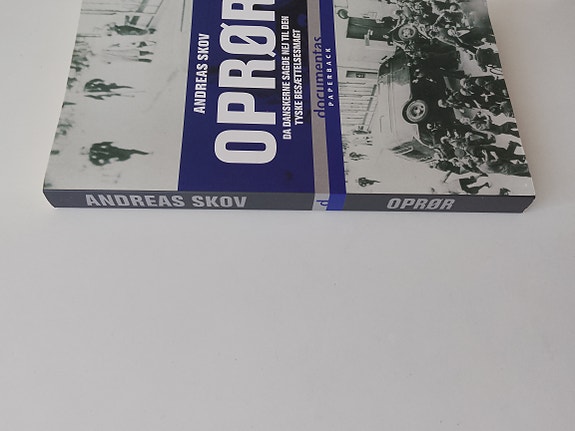 ANDREAS SKOV
OPRØR
DA DANSKERNE SAGDE NEJ TIL DEN
TYSKE BESÆTTELSESMAGT
documentas
PAPERBACK
ANDREAS SKOV
d
OPRØR